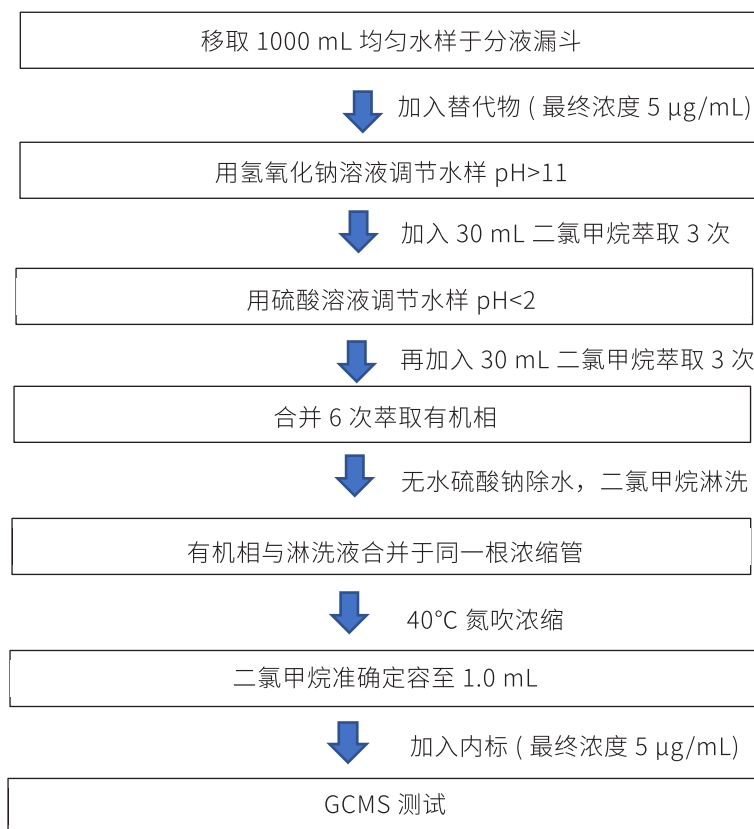 移取 1000 mL 均匀水样于分液漏斗
加入替代物 ( 最终浓度 5 μg/mL)
用氢氧化钠溶液调节水样 pH>11
加入 30 mL 二氯甲烷萃取 3 次
用硫酸溶液调节水样 pH<2
再加入 30 mL 二氯甲烷萃取 3 次
合并 6 次萃取有机相
无水硫酸钠除水，二氯甲烷淋洗
有机相与淋洗液合并于同一根浓缩管
40°C 氮吹浓缩
二氯甲烷准确定容至 1.0 mL
加入内标 ( 最终浓度 5 μg/mL)
GCMS 测试